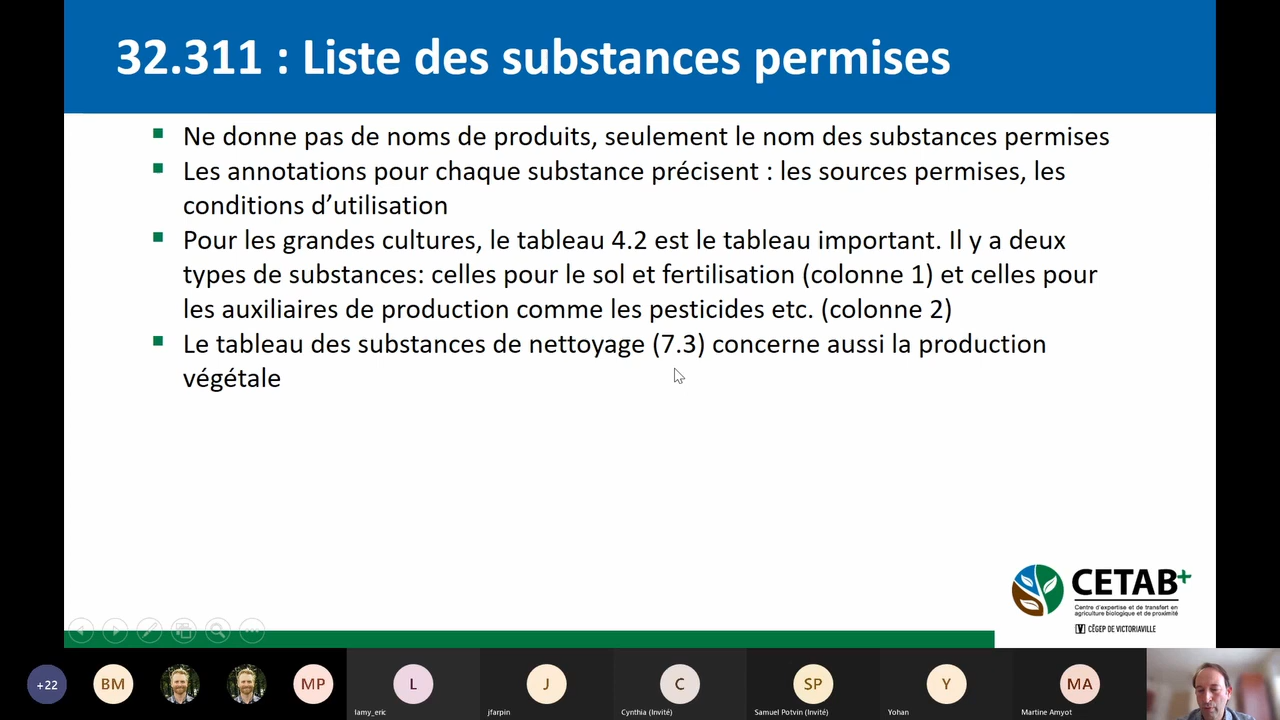 32.311 : Liste des substances permises
Ne donne pas de noms de produits, seulement le nom des substances permises
Les annotations pour chaque substance précisent : les sources permises, les
conditions d’utilisation
Pour les grandes cultures, le tableau 4.2 est le tableau important. Il y a deux
types de substances: celles pour le sol et fertilisation (colonne 1) et celles pour
les auxiliaires de production comme les pesticides etc. (colonne 2)
Le tableau des substances de nettoyage (7.3) concerne aussi la production
végétale
CETAB+
Centre d'expertise et de transfert en
agriculture biologique et de proximité
CÉGEP DE VICTORIAVILLE
+22
BM
MP
L
J
C
SP
Y
MA
lamy_eric
jfarpin
Cynthia (Invité)
Samuel Potvin (Invité)
Yohan
Martine Amyot